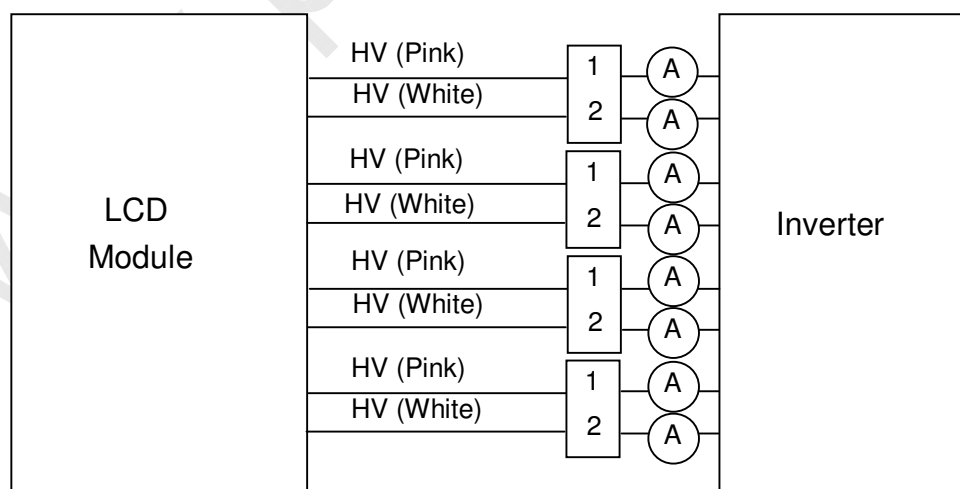 HV (Pink)
1
A
HV (White)
2
A
HV (Pink)
1
A
LCD
Module
HV (White)
2
A
Inverter
HV (Pink)
1
A
HV (White)
2
A
HV (Pink)
1
A
HV (White)
2
A